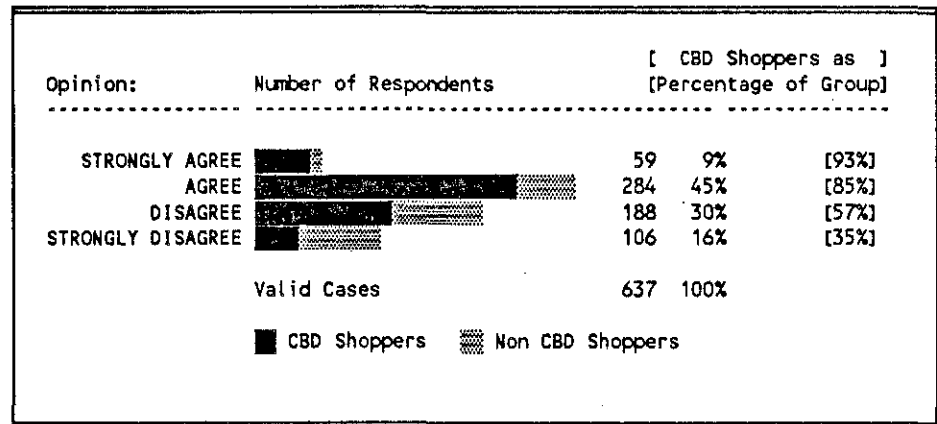 [ CBD Shoppers as ]
Opinion: Number of Respondents [Percentage of Group]
STRONGLY AGREE 59 9% [93%]
AGREE 284 45% [85%]
DISAGREE 188 30% [57%]
STRONGLY DISAGREE 106 16% [35%]
Valid Cases 637 100%
CBD Shoppers Non CBD Shoppers